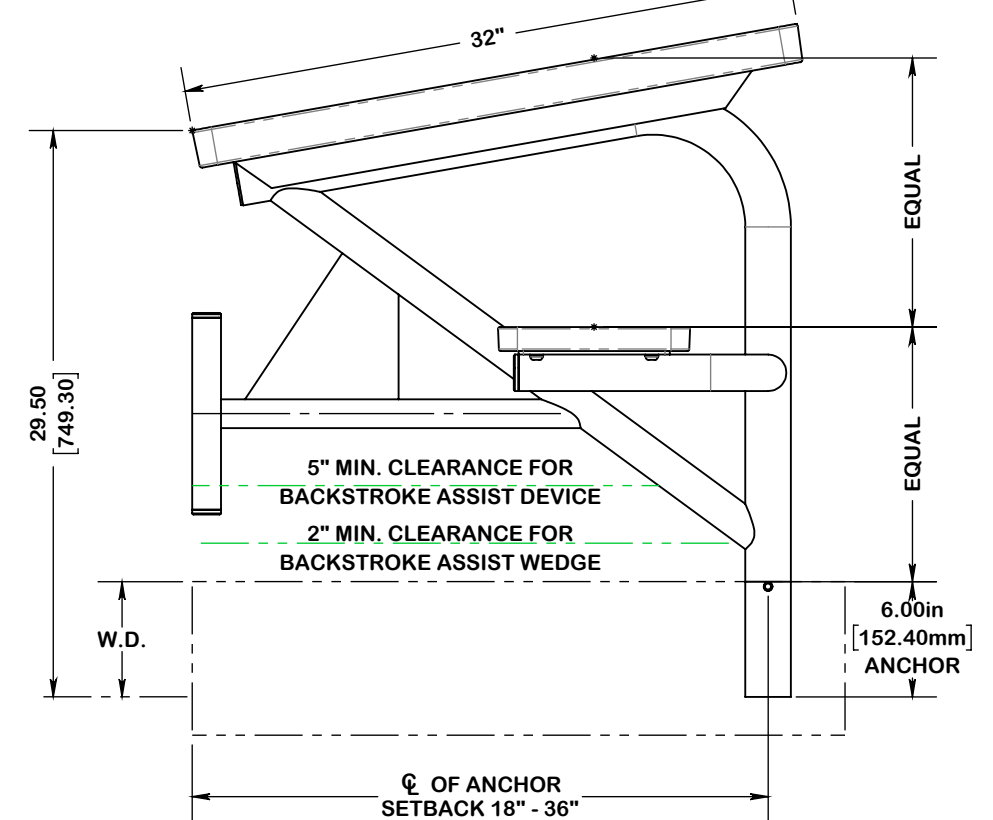 32"
EQUAL
29.50
[749.30]
EQUAL
5" MIN. CLEARANCE FOR
BACKSTROKE ASSIST DEVICE
2" MIN. CLEARANCE FOR
BACKSTROKE ASSIST WEDGE
W.D.
6.00in
[152.40mm]
ANCHOR
℄ OF ANCHOR
SETBACK 18" - 36"